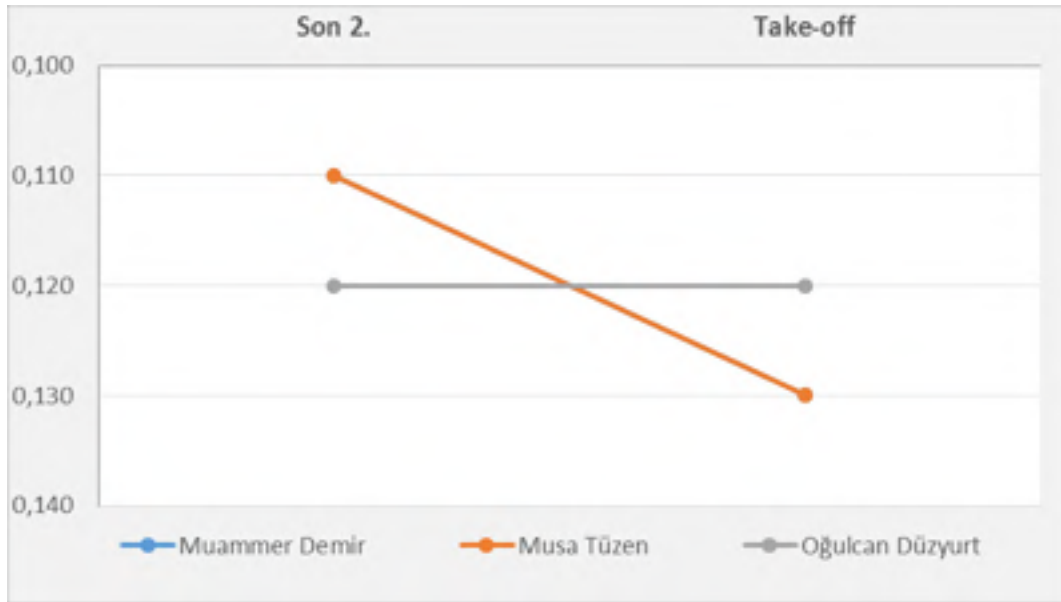 Son 2. Take-off
0,100
0,110
0,120
0,130
0,140
Muammer Demir Musa Tüzen Oğulcan Düzyurt